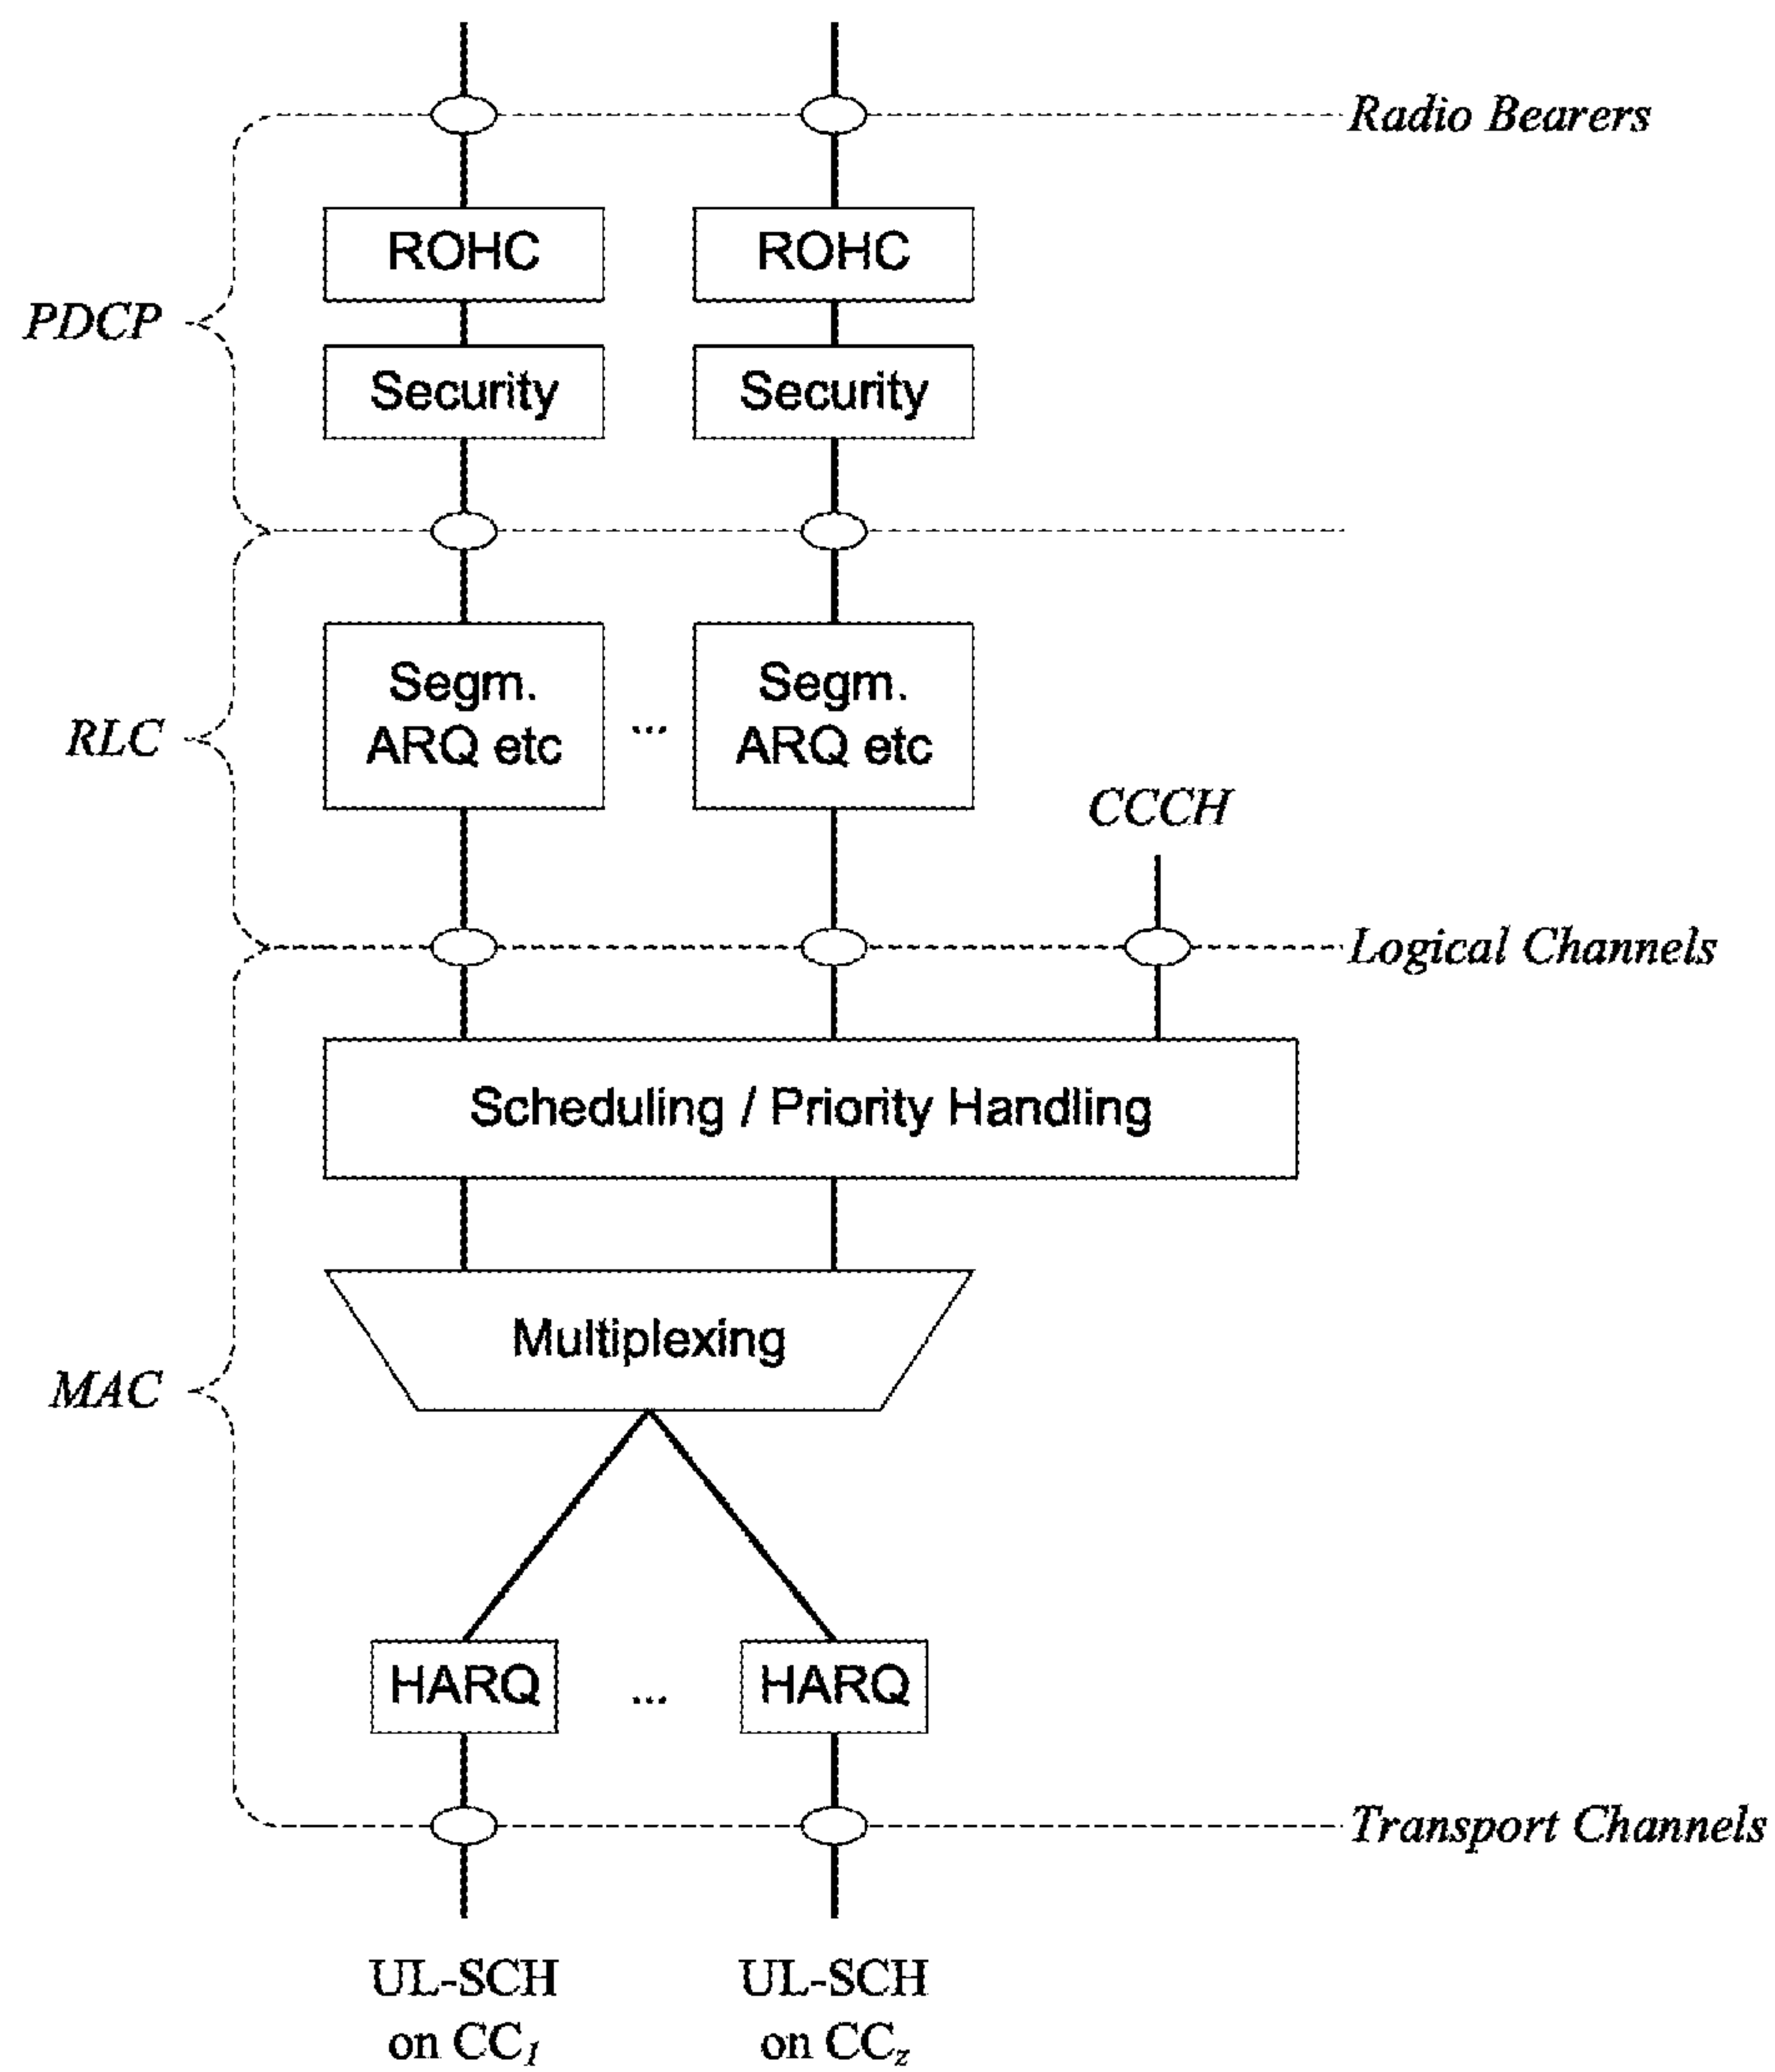 Radio Bearers
ROHC
ROHC
PDCP
Security
Security
Segm.
ARQ etc
...
Segm.
ARQ etc
RLC
CCCH
Logical Channels
Scheduling / Priority Handling
Multiplexing
MAC
HARQ
...
HARQ
Transport Channels
UL-SCH
on CC1
UL-SCH
on CCz